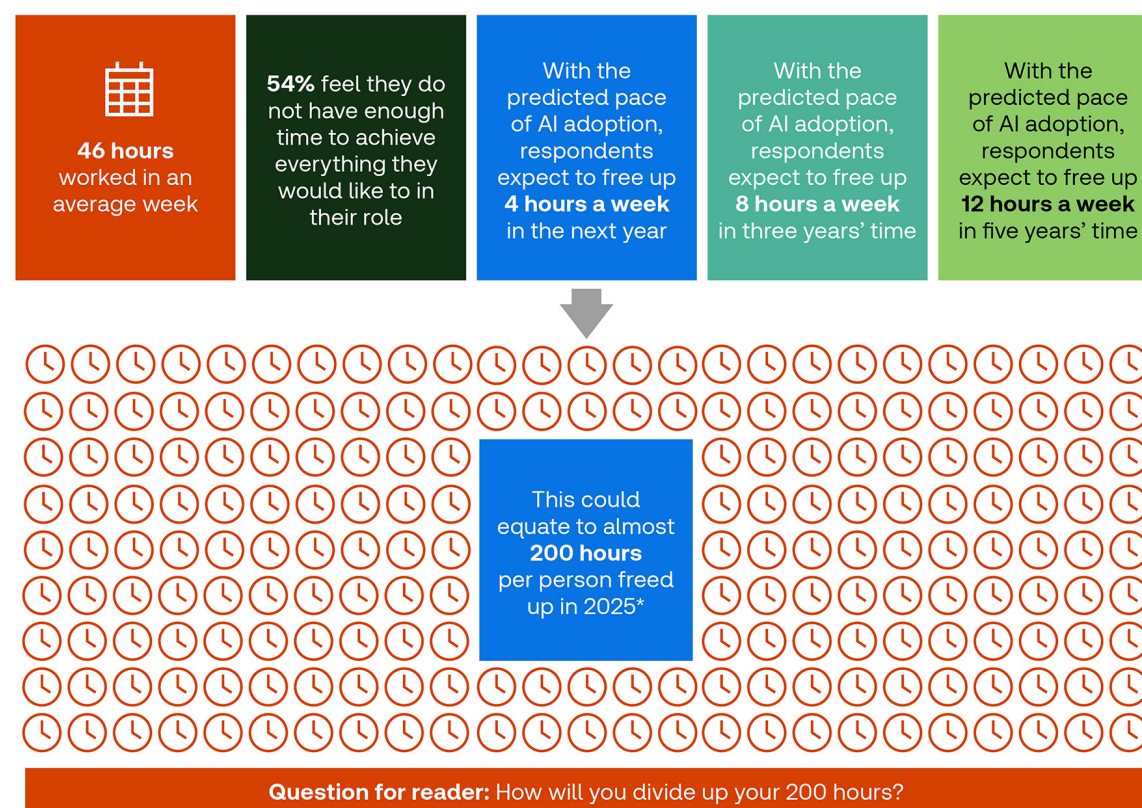 46 hours
worked in an
average week
54% feel they do
not have enough
time to achieve
everything they
would like to in
their role
With the
predicted pace
of AI adoption,
respondents
expect to free up
4 hours a week
in the next year
With the
predicted pace
of AI adoption,
respondents
expect to free up
8 hours a week
in three years’ time
With the
predicted pace
of AI adoption,
respondents
expect to free up
12 hours a week
in five years’ time
This could
equate to almost
200 hours
per person freed
up in 2025*
Question for reader: How will you divide up your 200 hours?